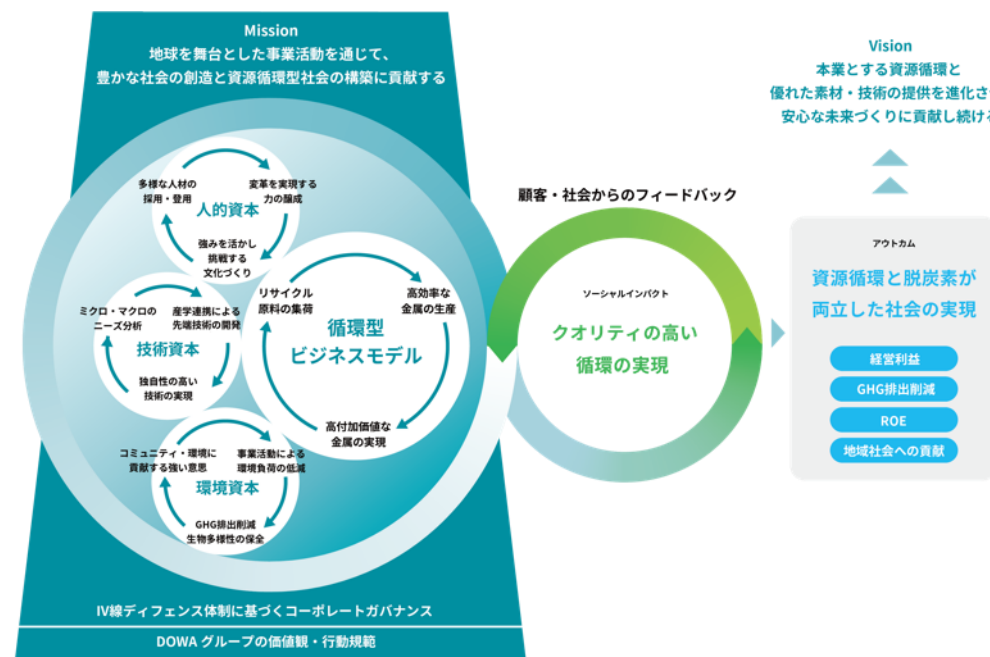 Mission
地球を舞台とした事業活動を通じて、
豊かな社会の創造と資源循環型社会の構築に貢献する
多様な人材の
採用・登用
変革を実現する
力の醸成
人的資本
強みを活かし
挑戦する
文化づくり
ミクロ・マクロの
ニーズ分析
産学連携による
先端技術の開発
技術資本
独自性の高い
技術の実現
コミュニティ・環境に
貢献する強い意思
事業活動による
環境負荷の低減
環境資本
GHG排出削減
生物多様性の保全
リサイクル
原料の集荷
高効率な
金属の生産
循環型
ビジネスモデル
高付加価値な
金属の実現
IV線ディフェンス体制に基づくコーポレートガバナンス
DOWA グループの価値観・行動規範
顧客・社会からのフィードバック
ソーシャルインパクト
クオリティの高い
循環の実現
Vision
本業とする資源循環と
優れた素材・技術の提供を進化さ
安心な未来づくりに貢献し続け
アウトカム
資源循環と脱炭素が
両立した社会の実現
経営利益
GHG排出削減
ROE
地域社会への貢献